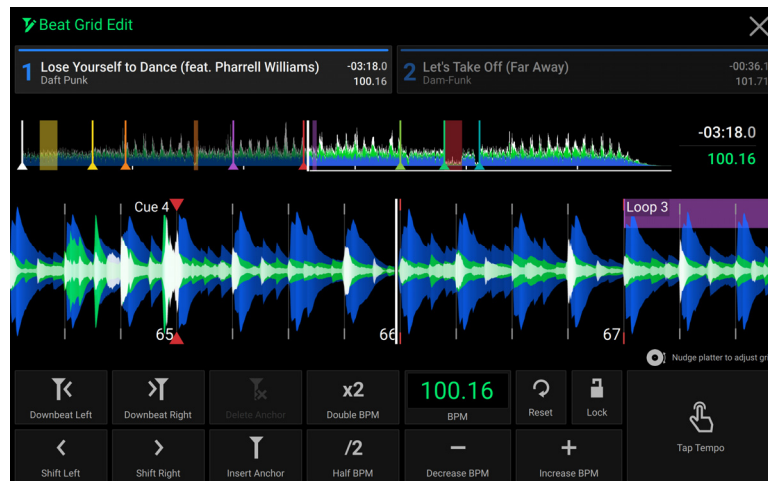 Beat Grid Edit
1 Lose Yourself to Dance (feat. Pharrell Williams) -03:18.0
Daft Punk 100.16
2 Let's Take Off (Far Away) -00:36.1
Dam-Funk 101.71
-03:18.0
100.16
Cue 4
Loop 3
65
66
67
Nudge platter to adjust gri
Downbeat Left
Downbeat Right
Delete Anchor
x2
Double BPM
100.16
BPM
Reset
Lock
Tap Tempo
Shift Left
Shift Right
Insert Anchor
/2
Half BPM
Decrease BPM
Increase BPM